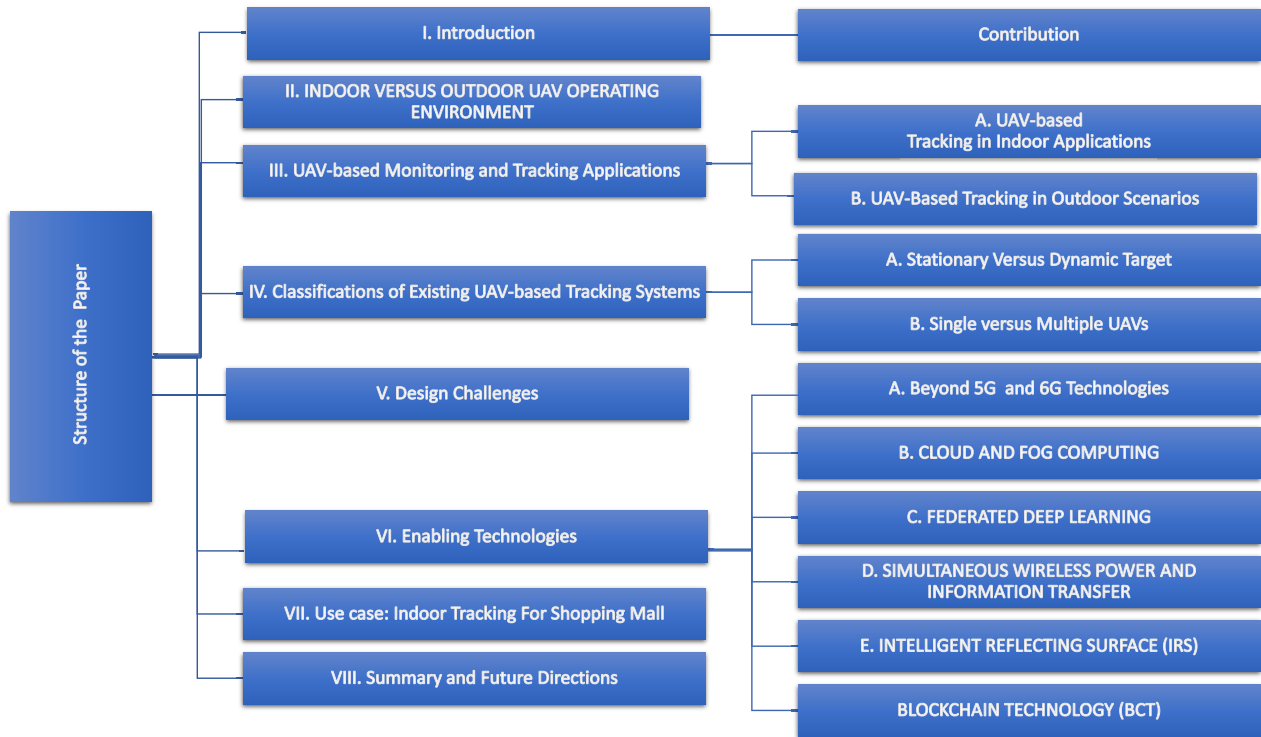 Structure of the Paper
I. Introduction
Contribution
II. INDOOR VERSUS OUTDOOR UAV OPERATING
ENVIRONMENT
III. UAV-based Monitoring and Tracking Applications
A. UAV-based
Tracking in Indoor Applications
B. UAV-Based Tracking in Outdoor Scenarios
IV. Classifications of Existing UAV-based Tracking Systems
A. Stationary Versus Dynamic Target
B. Single versus Multiple UAVs
V. Design Challenges
VI. Enabling Technologies
A. Beyond 5G and 6G Technologies
B. CLOUD AND FOG COMPUTING
C. FEDERATED DEEP LEARNING
D. SIMULTANEOUS WIRELESS POWER AND
INFORMATION TRANSFER
E. INTELLIGENT REFLECTING SURFACE (IRS)
BLOCKCHAIN TECHNOLOGY (BCT)
VII. Use case: Indoor Tracking For Shopping Mall
VIII. Summary and Future Directions